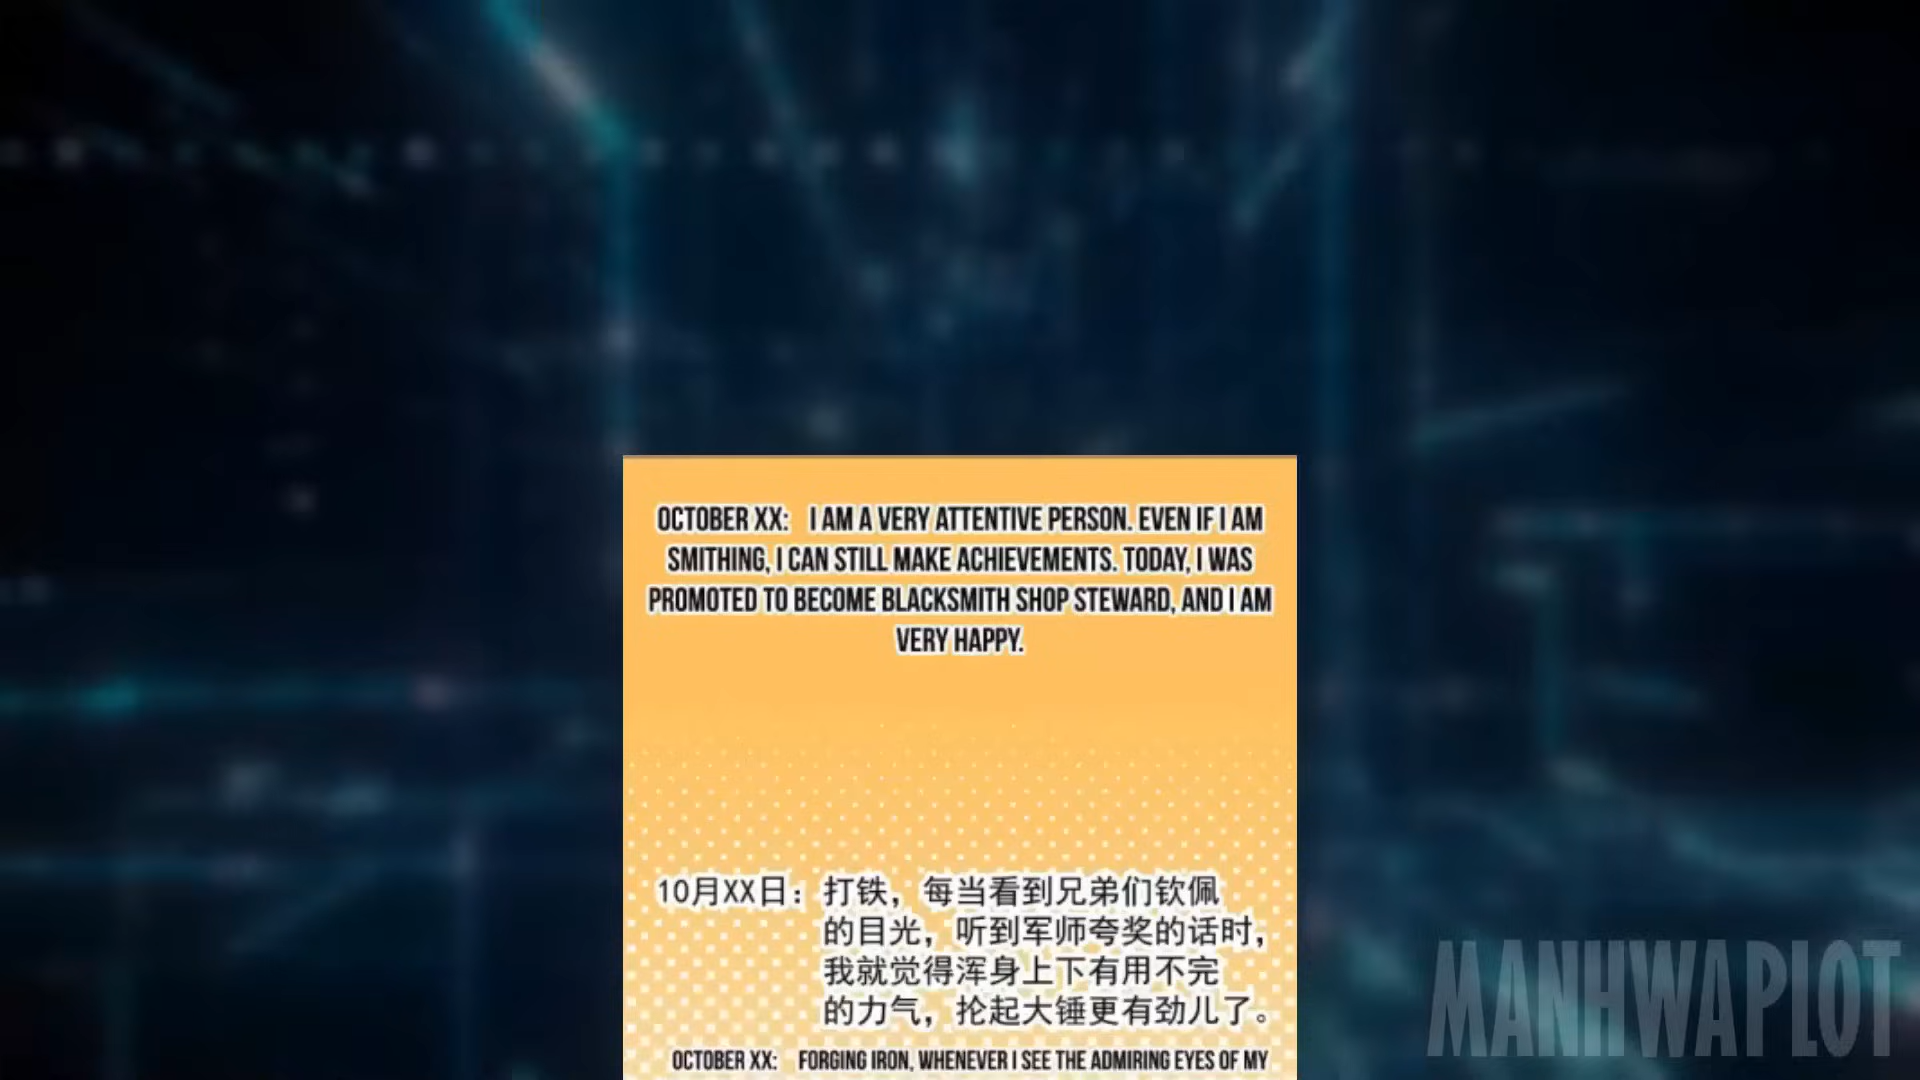 OCTOBER XX: I AM A VERY ATTENTIVE PERSON. EVEN IF I AM
SMITHING, I CAN STILL MAKE ACHIEVEMENTS. TODAY, I WAS
PROMOTED TO BECOME BLACKSMITH SHOP STEWARD, AND I AM
VERY HAPPY.
10月XX日：打铁，每当看到兄弟们钦佩
的目光，听到军师夸奖的话时，
我就觉得浑身上下有用不完
的力气，抡起大锤更有劲儿了。
OCTOBER XX: FORGING IRON, WHENEVER I SEE THE ADMIRING EYES OF MY
MANHWAPLOT